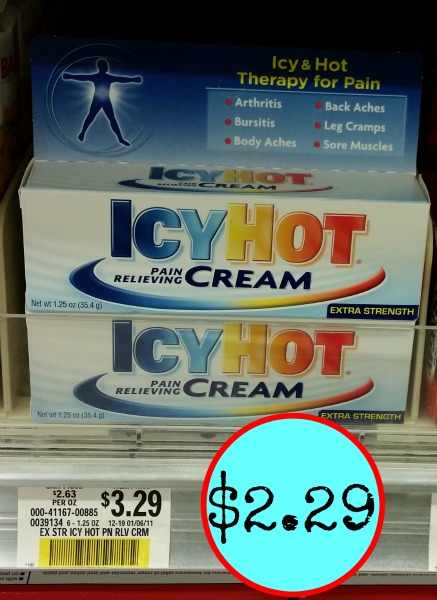 Icy & Hot
Therapy for Pain
• Arthritis
• Back Aches
• Bursitis
• Leg Cramps
• Body Aches
• Sore Muscles
ICYHOT
CREAM
ICYHOT®
PAIN
RELIEVING CREAM
Net wt 1.25 oz (35.4 g)
EXTRA STRENGTH
ICYHOT®
PAIN
RELIEVING CREAM
Net wt 1.25 oz (35.4 g)
EXTRA STRENGTH
$2.63
PER OZ
$3.29
000-41167-00885
0039134 6 - 1.25 OZ 12-19 01/06/11
EX STR ICY HOT PN RLV CRM
$2.29